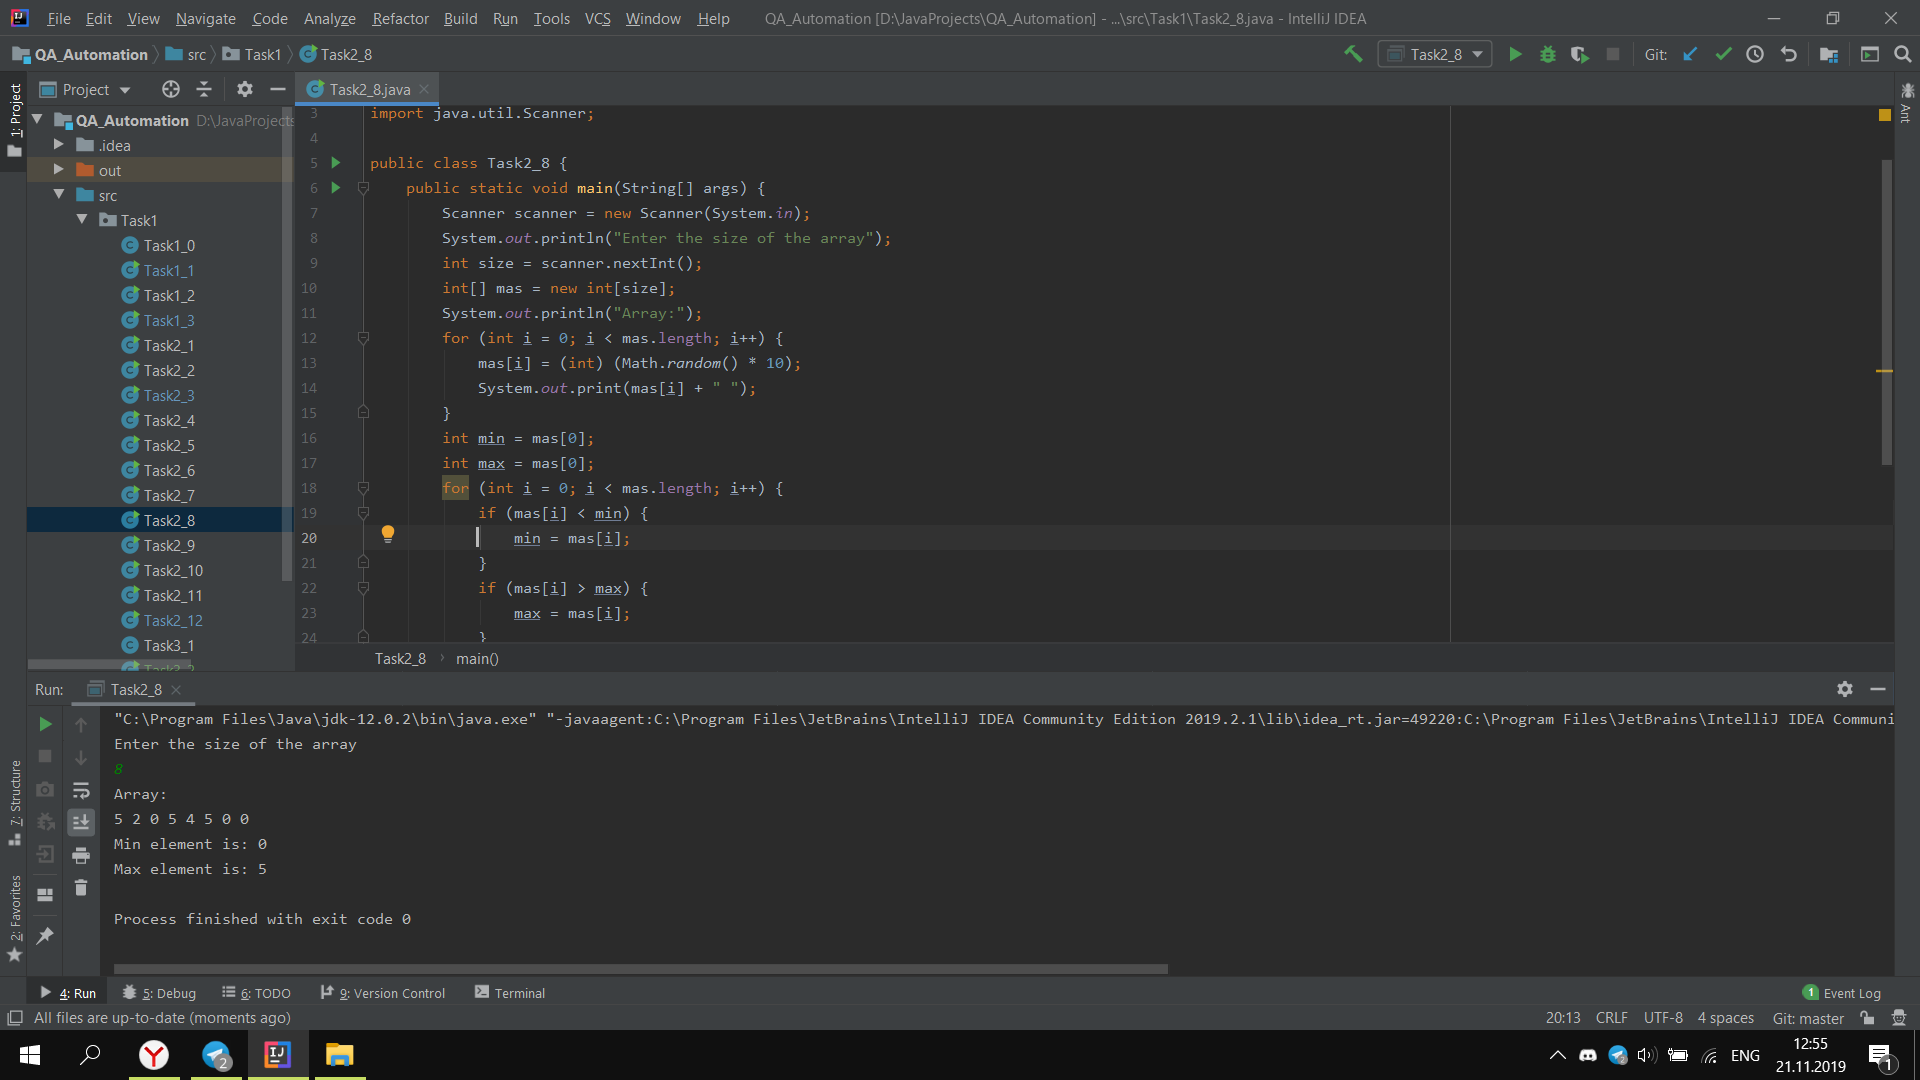 File Edit View Navigate Code Analyze Refactor Build Run Tools VCS Window Help QA_Automation [D:\JavaProjects\QA_Automation] - ...\src\Task1\Task2_8.java - IntelliJ IDEA
QA_Automation src Task1 Task2_8 Task2_8 Git:
1: Project
Project
QA_Automation D:\JavaProjects
.idea
out
src
Task1
Task1_0
Task1_1
Task1_2
Task1_3
Task2_1
Task2_2
Task2_3
Task2_4
Task2_5
Task2_6
Task2_7
Task2_8
Task2_9
Task2_10
Task2_11
Task2_12
Task3_1
Task3_2
Task2_8.java
3 import java.util.Scanner;
4
5 public class Task2_8 {
6 public static void main(String[] args) {
7 Scanner scanner = new Scanner(System.in);
8 System.out.println("Enter the size of the array");
9 int size = scanner.nextInt();
10 int[] mas = new int[size];
11 System.out.println("Array:");
12 for (int i = 0; i < mas.length; i++) {
13 mas[i] = (int) (Math.random() * 10);
14 System.out.print(mas[i] + " ");
15 }
16 int min = mas[0];
17 int max = mas[0];
18 for (int i = 0; i < mas.length; i++) {
19 if (mas[i] < min) {
20 min = mas[i];
21 }
22 if (mas[i] > max) {
23 max = mas[i];
24 }
Task2_8 main()
Ant
Run: Task2_8
"C:\Program Files\Java\jdk-12.0.2\bin\java.exe" "-javaagent:C:\Program Files\JetBrains\IntelliJ IDEA Community Edition 2019.2.1\lib\idea_rt.jar=49220:C:\Program Files\JetBrains\IntelliJ IDEA Communi
Enter the size of the array
8
Array:
5 2 0 5 4 5 0 0
Min element is: 0
Max element is: 5
Process finished with exit code 0
7: Structure
2: Favorites
4: Run 5: Debug 6: TODO 9: Version Control Terminal 1 Event Log
All files are up-to-date (moments ago) 20:13 CRLF UTF-8 4 spaces Git: master
2 ENG 12:55
21.11.2019 1